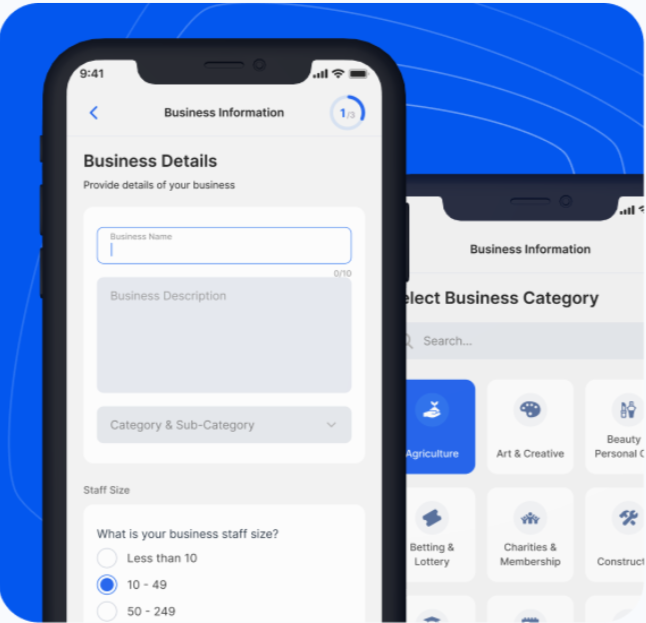 9:41
Business Information
1/3
Business Details
Provide details of your business
Business Name
0/10
Business Description
Category & Sub-Category
Staff Size
What is your business staff size?
Less than 10
10 - 49
50 - 249
Business Information
elect Business Category
Search...
Agriculture
Art & Creative
Beauty
Personal C
Betting &
Lottery
Charities &
Membership
Construct